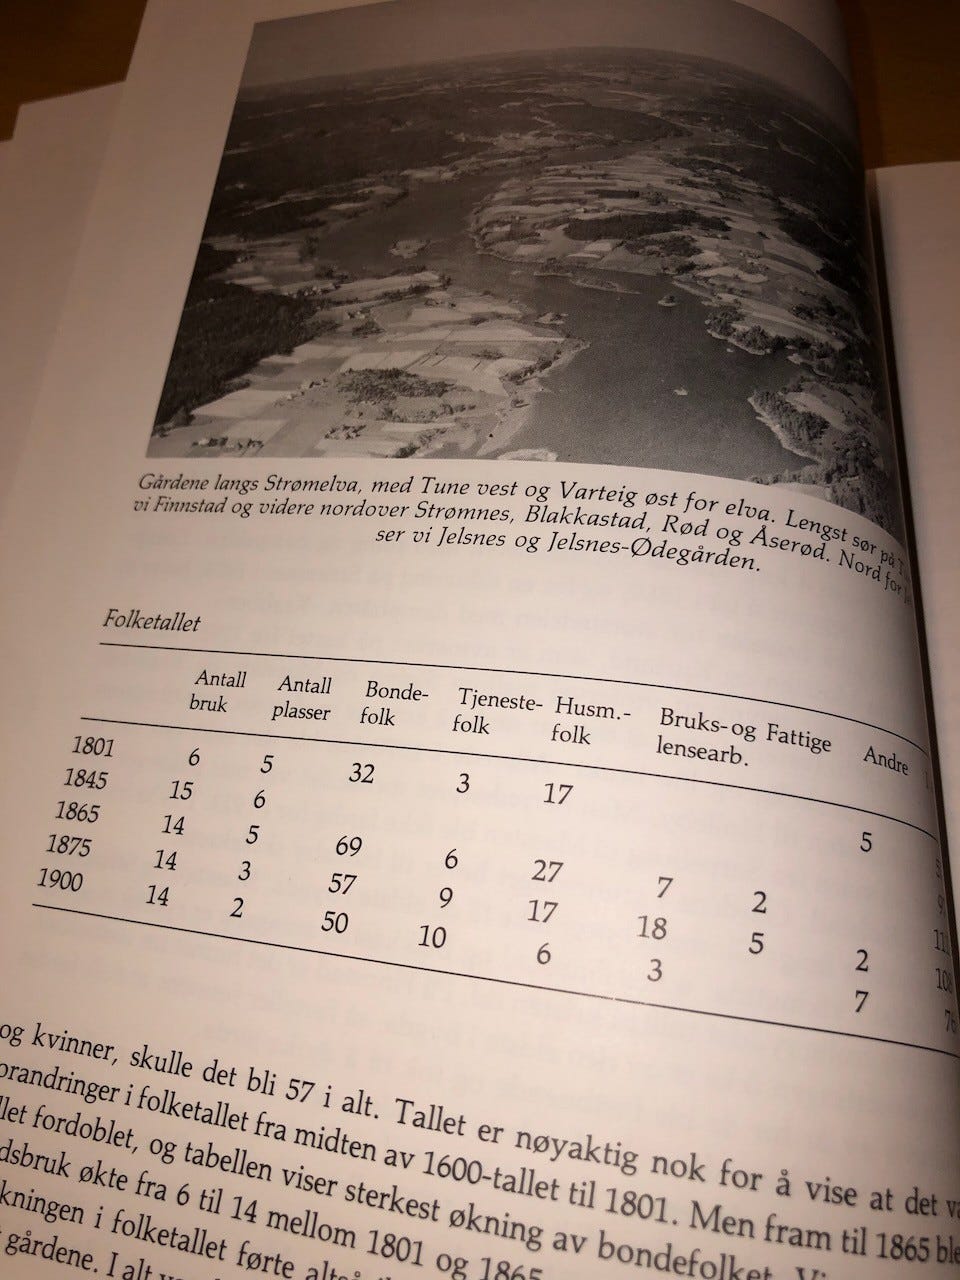 Gårdene langs Strømelva, med Tune vest og Varteig øst for elva. Lengst sør på
vi Finnstad og videre nordover Strømnes, Blakkastad, Rød og Åserød. Nord for
ser vi Jelsnes og Jelsnes-Ødegården.
Folketallet
Antall bruk Antall plasser Bonde-folk Tjeneste-folk Husm.-folk Bruks- og lensearb. Fattige Andre
1801 6 5 32 3 17 5
1845 15 6
1865 14 5 69 6 27 7 2
1875 14 3 57 9 17 18 5 2
1900 14 2 50 10 6 3 7
og kvinner, skulle det bli 57 i alt. Tallet er nøyaktig nok for å vise at det
i folketallet fra midten av 1600-tallet til 1801. Men fram til 1865
fordoblet, og tabellen viser sterkest økning av bondefolket.
økte fra 6 til 14 mellom 1801 og 1865
i folketallet førte
gårdene. I alt